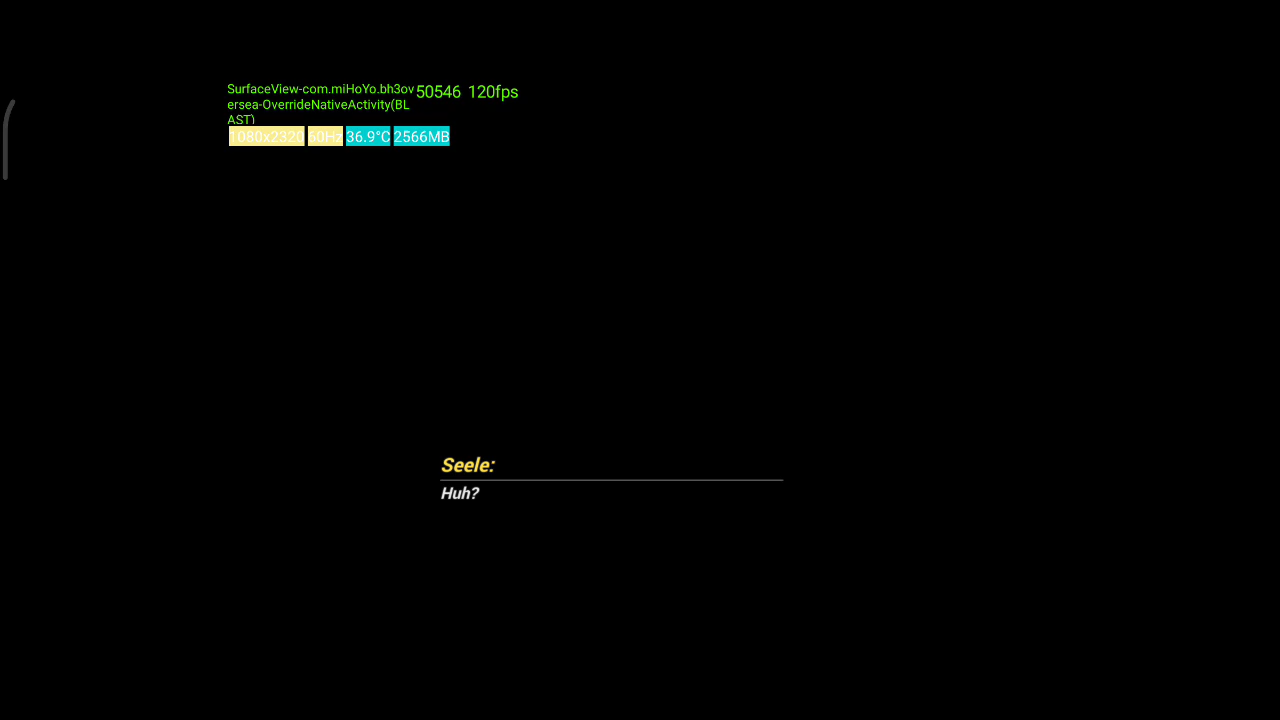 SurfaceView-com.miHoYo.bh3ov 50546 120fps
ersea-OverrideNativeActivity(BL
AST)
1080x2320 60Hz 36.9°C 2566MB
Seele:
Huh?